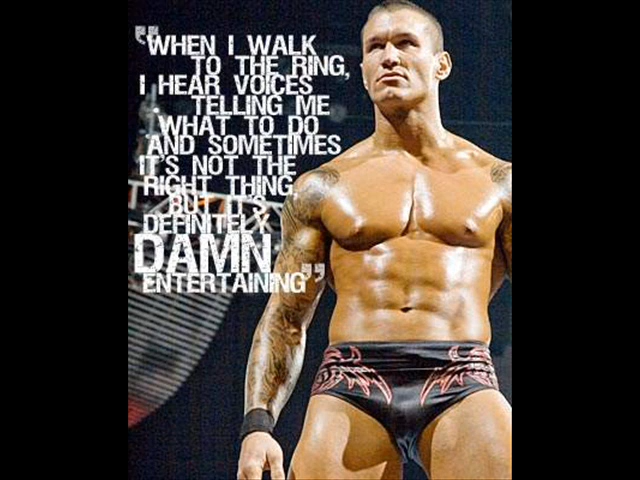 "WHEN I WALK
TO THE RING,
I HEAR VOICES
TELLING ME
WHAT TO DO
AND SOMETIMES
IT'S NOT THE
RIGHT THING,
BUT IT'S
DEFINITELY
DAMN
ENTERTAINING"